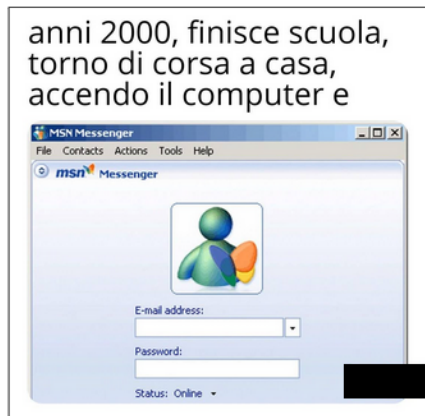 anni 2000, finisce scuola,
torno di corsa a casa,
accendo il computer e
MSN Messenger
File Contacts Actions Tools Help
msn Messenger
E-mail address:
Password:
Status: Online